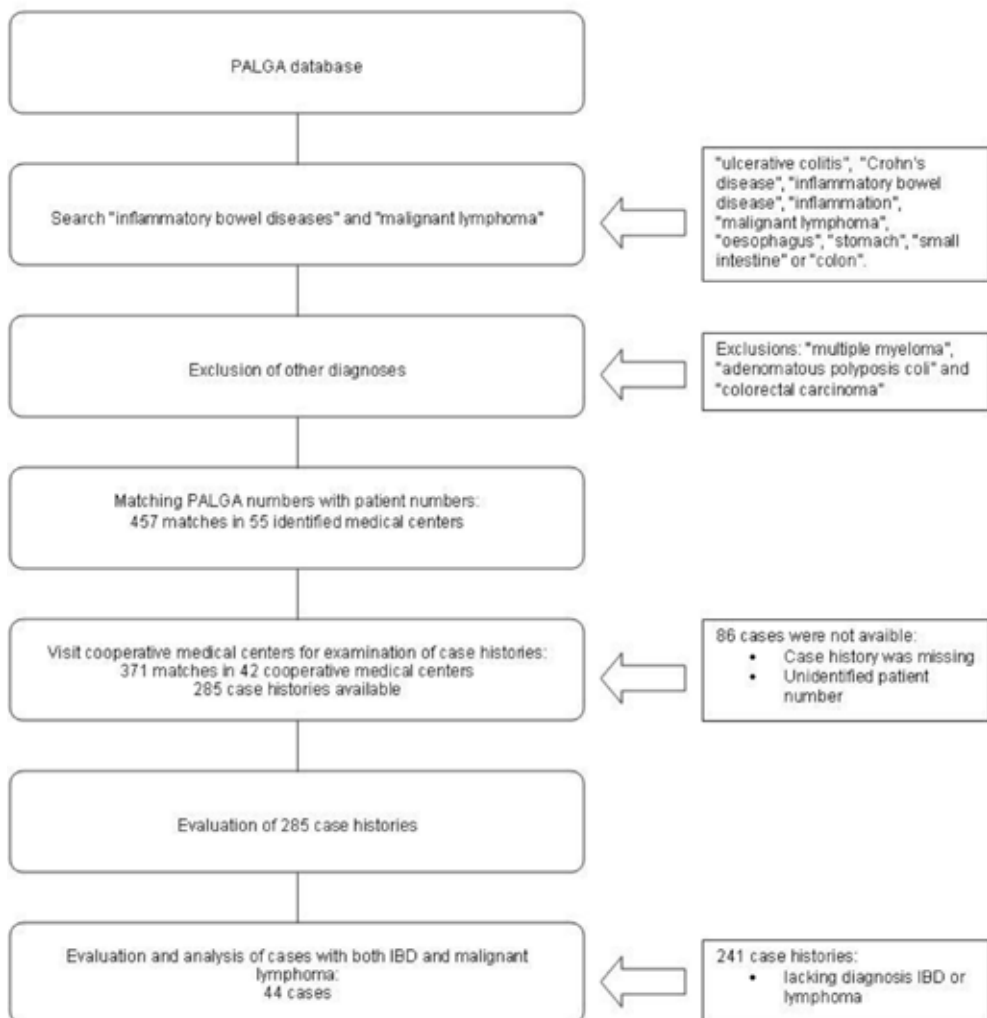 PALGA database
Search "inflammatory bowel diseases" and "malignant lymphoma"
"ulcerative colitis", "Crohn's
disease", "inflammatory bowel
disease", "inflammation",
"malignant lymphoma",
"oesophagus", "stomach", "small
intestine" or "colon".
Exclusion of other diagnoses
Exclusions: "multiple myeloma",
"adenomatous polyposis coli" and
"colorectal carcinoma"
Matching PALGA numbers with patient numbers:
457 matches in 55 identified medical centers
Visit cooperative medical centers for examination of case histories:
371 matches in 42 cooperative medical centers
285 case histories available
86 cases were not avaible:
• Case history was missing
• Unidentified patient
number
Evaluation of 285 case histories
Evaluation and analysis of cases with both IBD and malignant
lymphoma:
44 cases
241 case histories:
• lacking diagnosis IBD or
lymphoma